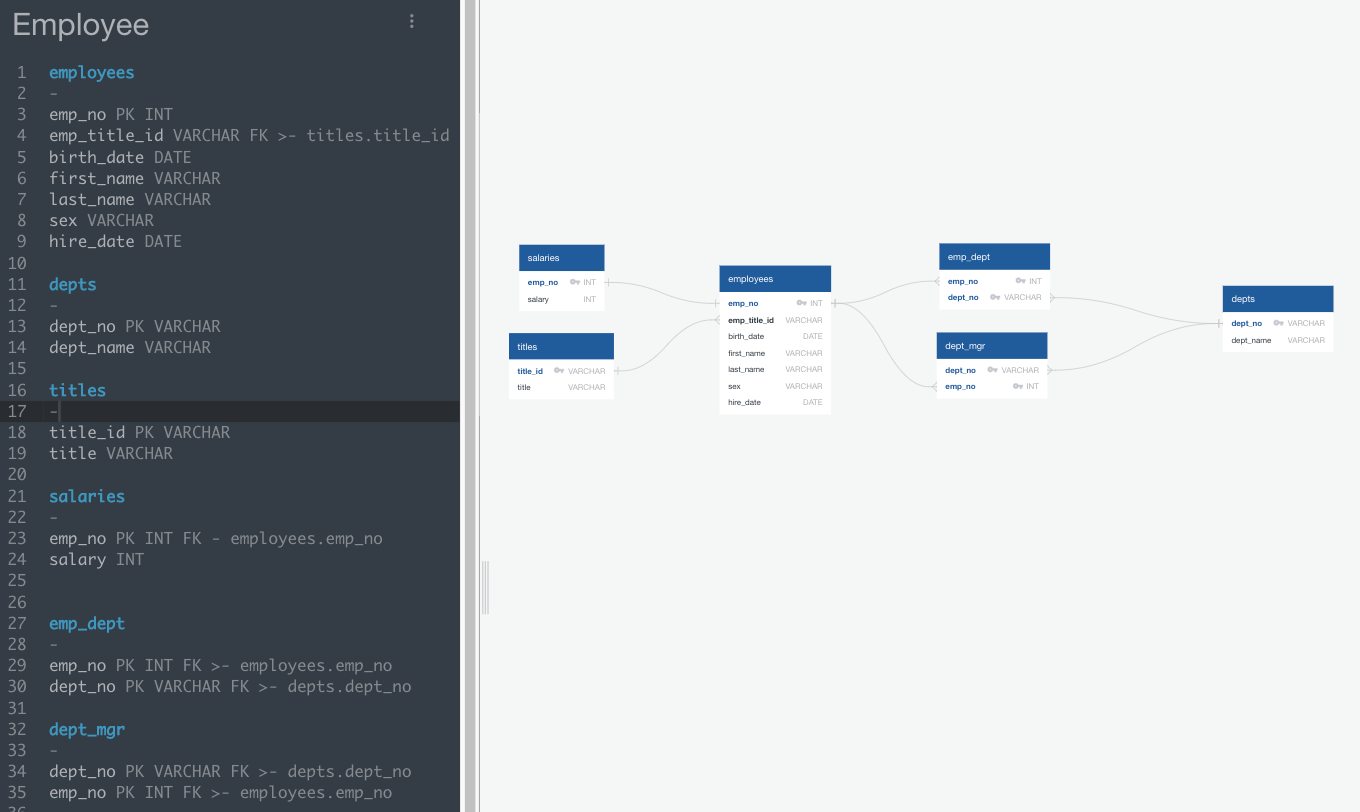 Employee
1 employees
2 -
3 emp_no PK INT
4 emp_title_id VARCHAR FK >- titles.title_id
5 birth_date DATE
6 first_name VARCHAR
7 last_name VARCHAR
8 sex VARCHAR
9 hire_date DATE
10
11 depts
12 -
13 dept_no PK VARCHAR
14 dept_name VARCHAR
15
16 titles
17 -
18 title_id PK VARCHAR
19 title VARCHAR
20
21 salaries
22 -
23 emp_no PK INT FK - employees.emp_no
24 salary INT
25
26
27 emp_dept
28 -
29 emp_no PK INT FK >- employees.emp_no
30 dept_no PK VARCHAR FK >- depts.dept_no
31
32 dept_mgr
33 -
34 dept_no PK VARCHAR FK >- depts.dept_no
35 emp_no PK INT FK >- employees.emp_no
salaries
emp_no INT
salary INT
titles
title_id VARCHAR
title VARCHAR
employees
emp_no INT
emp_title_id VARCHAR
birth_date DATE
first_name VARCHAR
last_name VARCHAR
sex VARCHAR
hire_date DATE
emp_dept
emp_no INT
dept_no VARCHAR
dept_mgr
dept_no VARCHAR
emp_no INT
depts
dept_no VARCHAR
dept_name VARCHAR